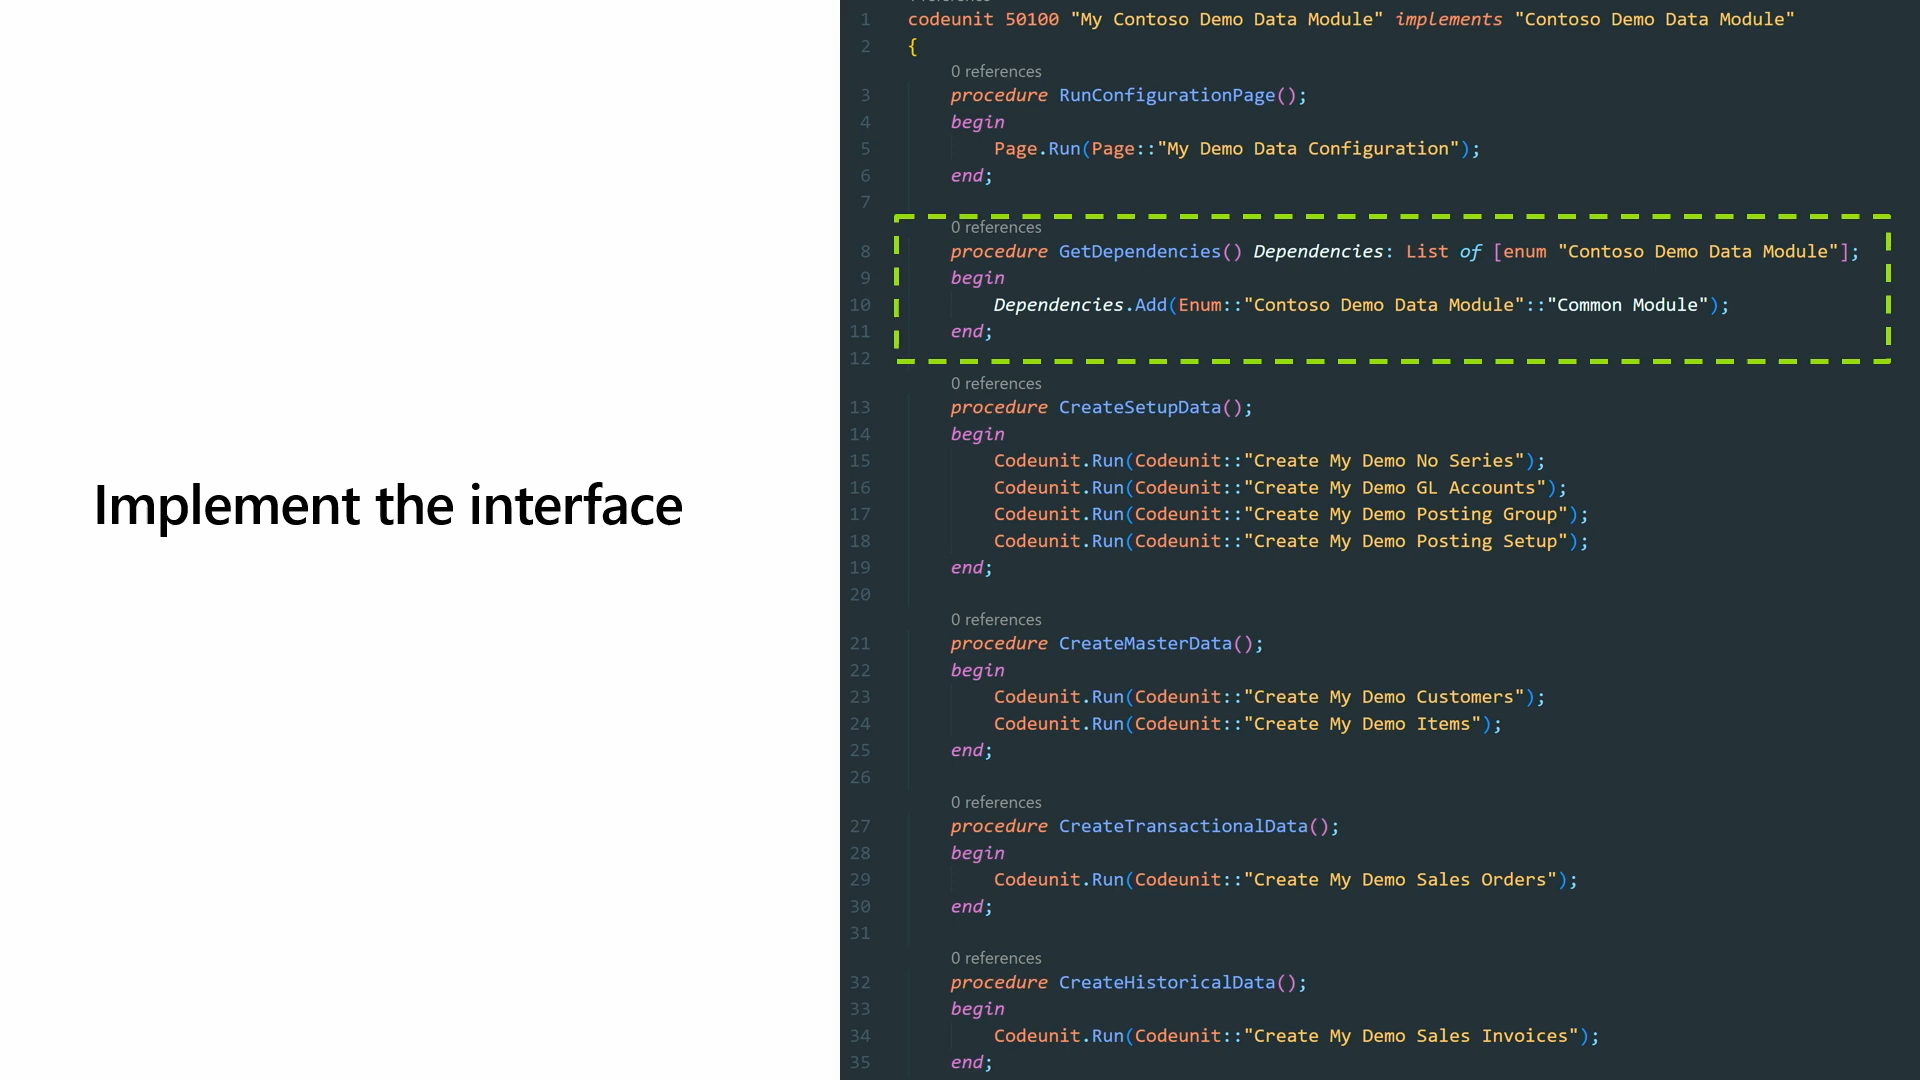 Implement the interface
1 codeunit 50100 "My Contoso Demo Data Module" implements "Contoso Demo Data Module"
2 {
0 references
3 procedure RunConfigurationPage();
4 begin
5 Page.Run(Page::"My Demo Data Configuration");
6 end;
7
0 references
8 procedure GetDependencies() Dependencies: List of [enum "Contoso Demo Data Module"];
9 begin
10 Dependencies.Add(Enum::"Contoso Demo Data Module"::"Common Module");
11 end;
12
0 references
13 procedure CreateSetupData();
14 begin
15 Codeunit.Run(Codeunit::"Create My Demo No Series");
16 Codeunit.Run(Codeunit::"Create My Demo GL Accounts");
17 Codeunit.Run(Codeunit::"Create My Demo Posting Group");
18 Codeunit.Run(Codeunit::"Create My Demo Posting Setup");
19 end;
20
0 references
21 procedure CreateMasterData();
22 begin
23 Codeunit.Run(Codeunit::"Create My Demo Customers");
24 Codeunit.Run(Codeunit::"Create My Demo Items");
25 end;
26
0 references
27 procedure CreateTransactionalData();
28 begin
29 Codeunit.Run(Codeunit::"Create My Demo Sales Orders");
30 end;
31
0 references
32 procedure CreateHistoricalData();
33 begin
34 Codeunit.Run(Codeunit::"Create My Demo Sales Invoices");
35 end;